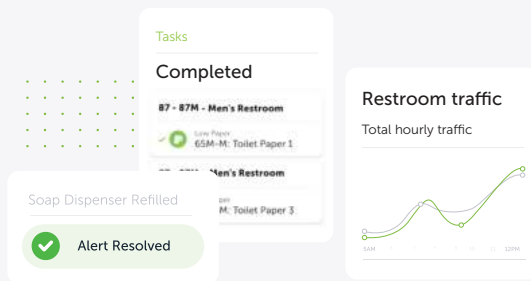 Tasks
Completed
87 - 87M - Men's Restroom
Low Paper
65M-M: Toilet Paper 1
Men's Restroom
M: Toilet Paper 3
Soap Dispenser Refilled
Alert Resolved
Restroom traffic
Total hourly traffic
5AM
12PM